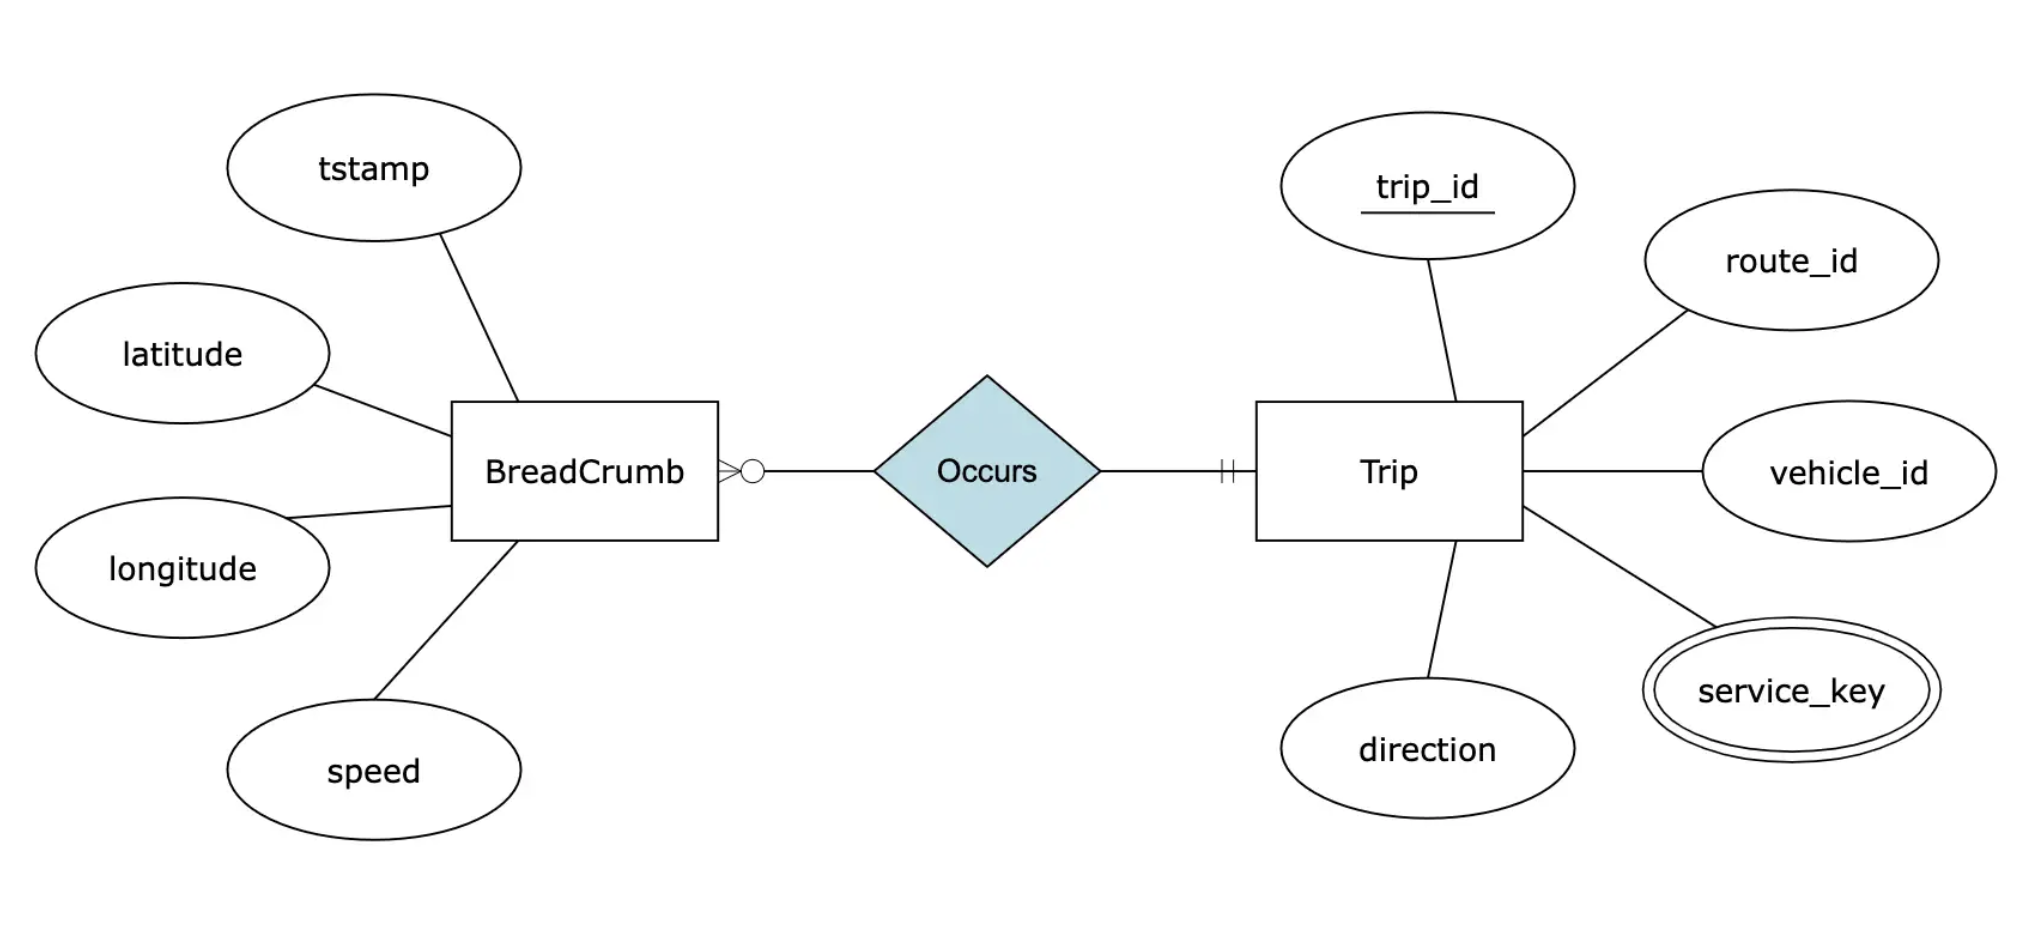 tstamp
trip_id
route_id
latitude
BreadCrumb
Occurs
Trip
vehicle_id
longitude
service_key
direction
speed